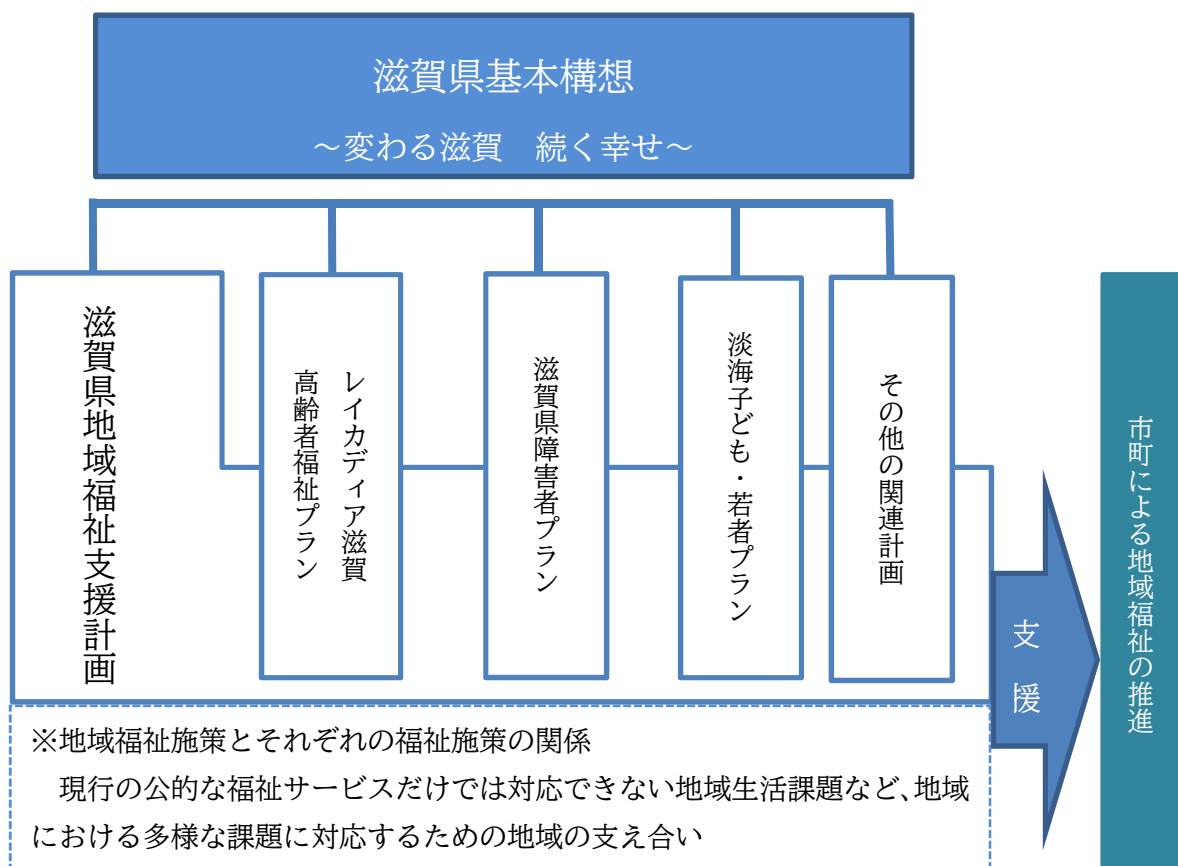 滋賀県基本構想
～変わる滋賀　続く幸せ～
滋賀県地域福祉支援計画
レイカディア滋賀
高齢者福祉プラン
滋賀県障害者プラン
淡海子ども・若者プラン
その他の関連計画
支援
市町による地域福祉の推進
※地域福祉施策とそれぞれの福祉施策の関係
　現行の公的な福祉サービスだけでは対応できない地域生活課題など、地域
における多様な課題に対応するための地域の支え合い